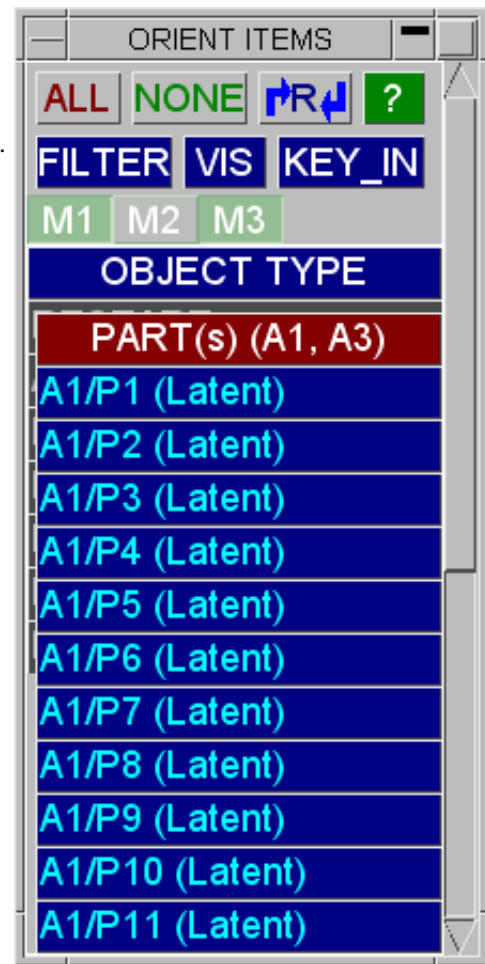 ORIENT ITEMS
ALL NONE R ?
FILTER VIS KEY_IN
M1 M2 M3
OBJECT TYPE
PART(s) (A1, A3)
A1/P1 (Latent)
A1/P2 (Latent)
A1/P3 (Latent)
A1/P4 (Latent)
A1/P5 (Latent)
A1/P6 (Latent)
A1/P7 (Latent)
A1/P8 (Latent)
A1/P9 (Latent)
A1/P10 (Latent)
A1/P11 (Latent)